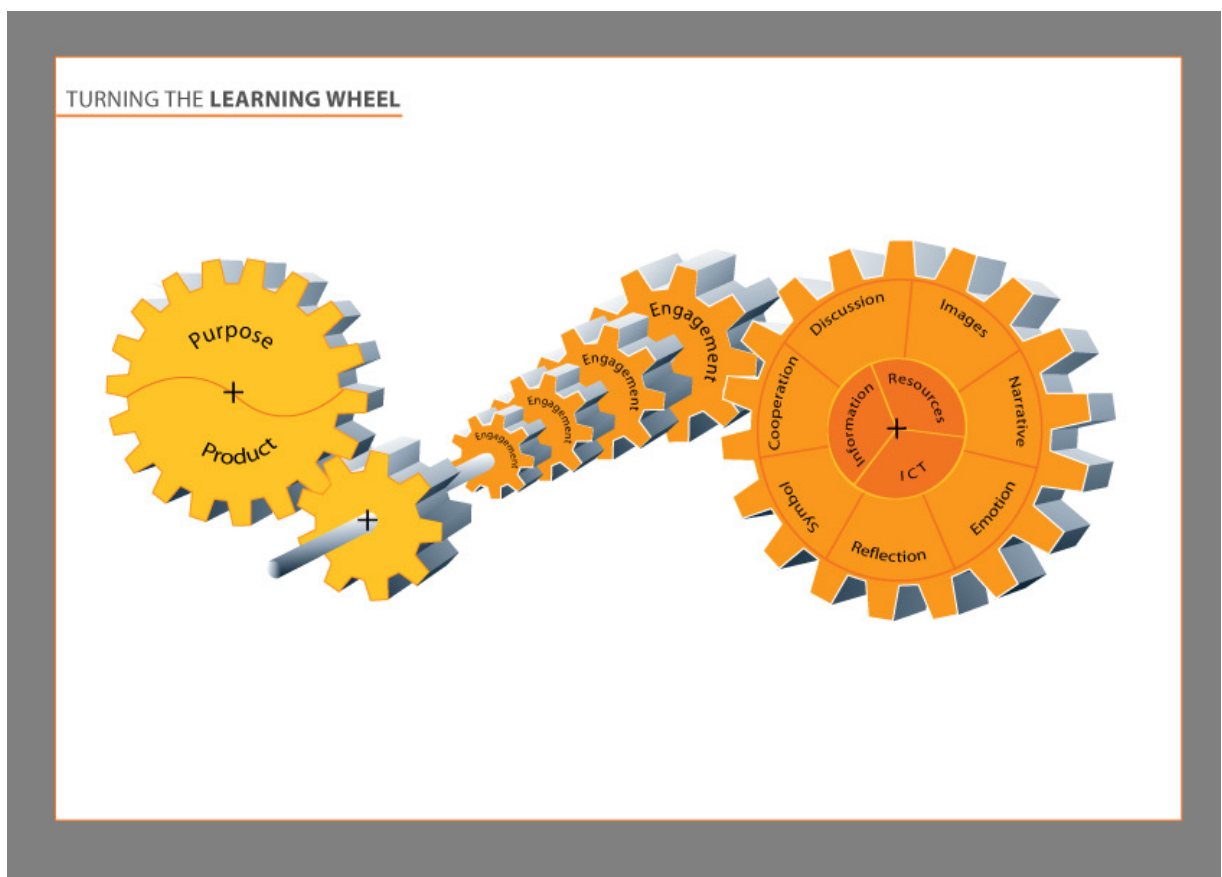 TURNING THE LEARNING WHEEL
Purpose
Product
Engagement
Engagement
Engagement
Engagement
Discussion
Images
Narrative
Emotion
Reflection
Symbol
Cooperation
Information
Resources
ICT